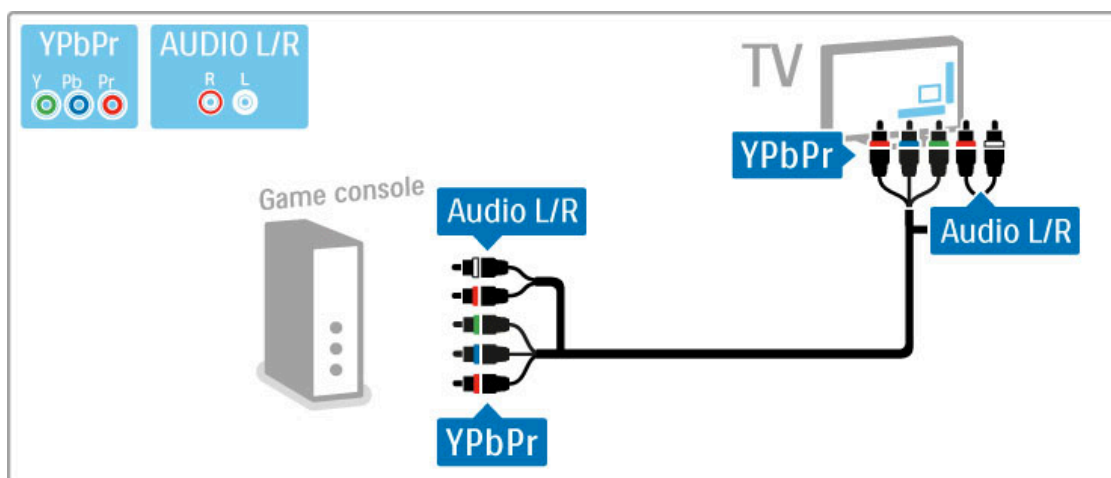 YPbPr
Y Pb Pr
AUDIO L/R
R L
TV
YPbPr
Audio L/R
Game console
Audio L/R
YPbPr